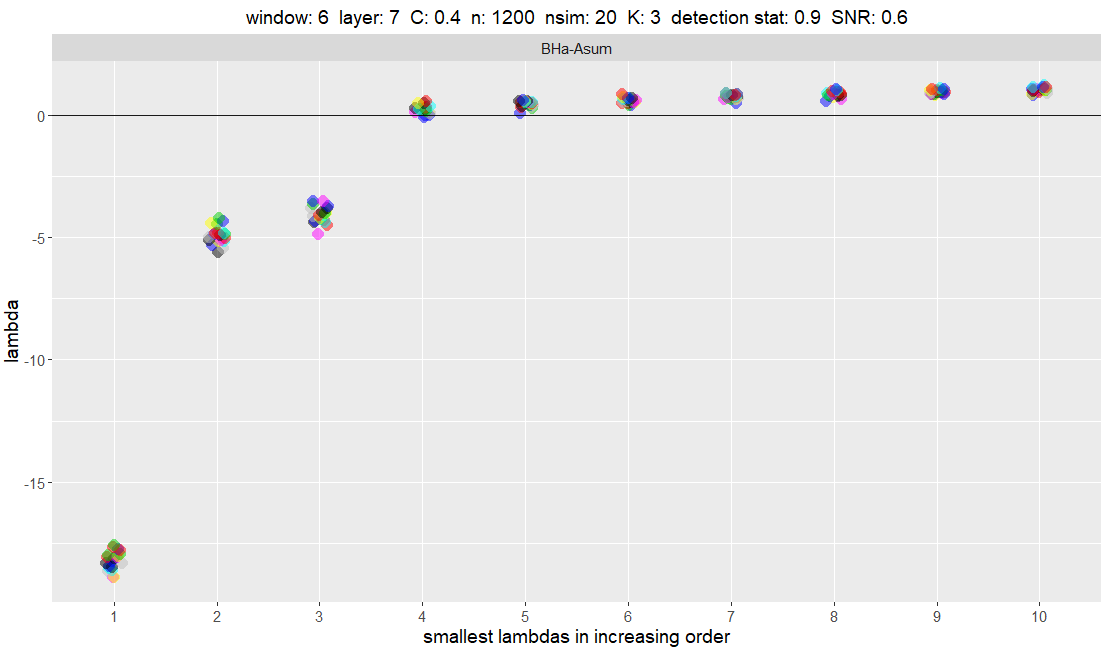 window: 6 layer: 7 C: 0.4 n: 1200 nsim: 20 K: 3 detection stat: 0.9 SNR: 0.6
BHa-Asum
lambda
0
-5
-10
-15
1 2 3 4 5 6 7 8 9 10
smallest lambdas in increasing order